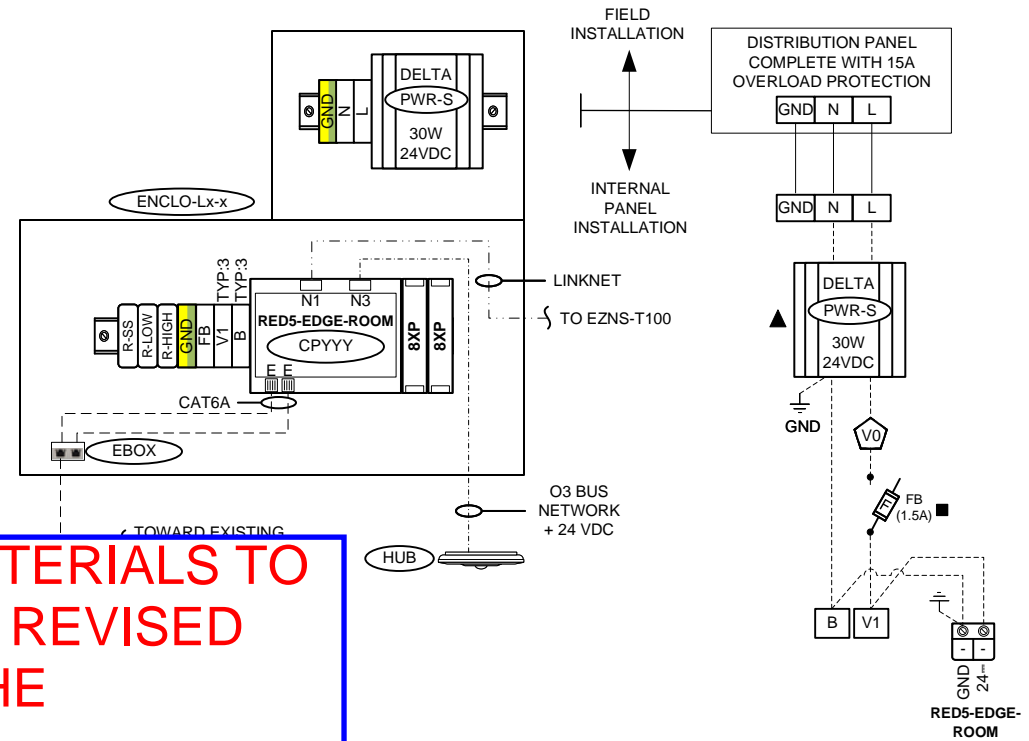 FIELD
INSTALLATION
DISTRIBUTION PANEL
COMPLETE WITH 15A
OVERLOAD PROTECTION
GND N L
INTERNAL
PANEL
INSTALLATION
GND N L
DELTA
PWR-S
30W
24VDC
GND
N
L
DELTA
PWR-S
30W
24VDC
GND
V0
FB
(1.5A)
B V1
- -
GND
24
RED5-EDGE-
ROOM
ENCLO-Lx-x
LINKNET
TO EZNS-T100
TYP:3
TYP:3
R-SS
R-LOW
R-HIGH
GND
FB
V1
B
N1 N3
RED5-EDGE-ROOM
CPYYY
8XP
8XP
E E
CAT6A
EBOX
O3 BUS
NETWORK
+ 24 VDC
HUB
TOWARD EXISTING
TERIALS TO
REVISED
HE